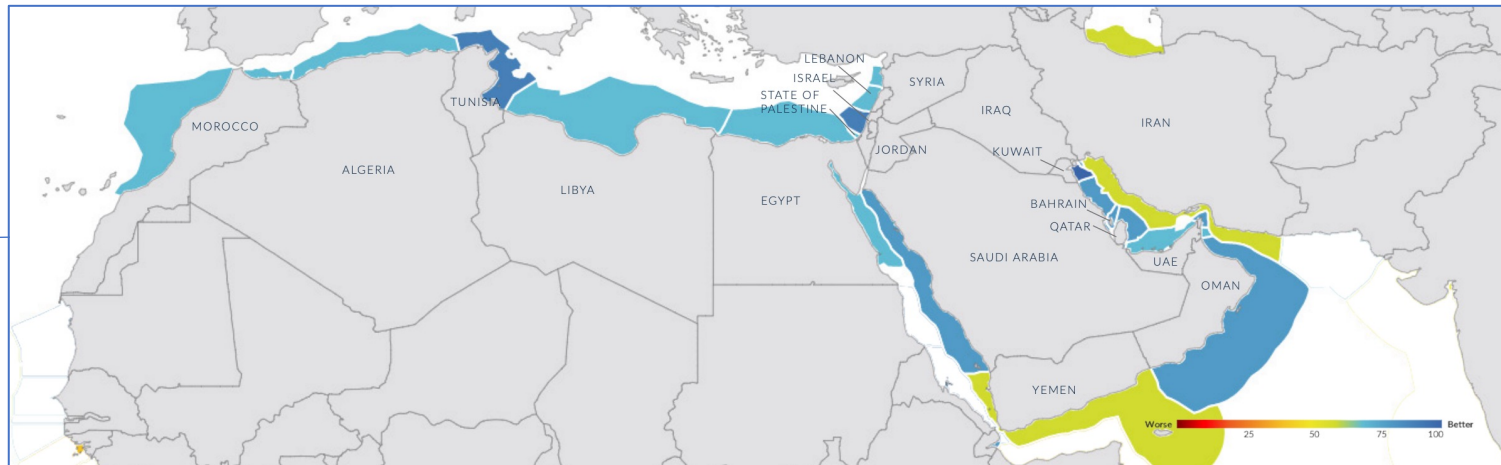 LEBANON
ISRAEL
SYRIA
STATE OF
PALESTINE
TUNISIA
IRAQ
IRAN
MOROCCO
JORDAN
KUWAIT
ALGERIA
LIBYA
EGYPT
BAHRAIN
QATAR
SAUDI ARABIA
UAE
OMAN
YEMEN
Worse
Better
25
50
75
100